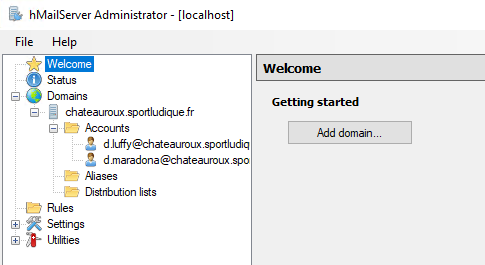 hMailServer Administrator - [localhost]
File Help
Welcome
Status
Domains
chateauroux.sportludique.fr
Accounts
d.luffy@chateauroux.sportludiq
d.maradona@chateauroux.spo
Aliases
Distribution lists
Rules
Settings
Utilities
Welcome
Getting started
Add domain...